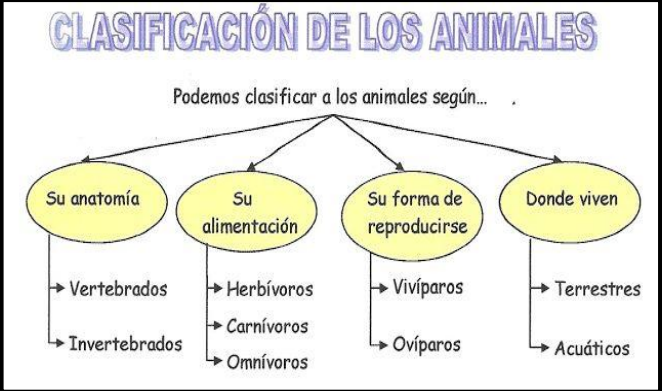 CLASIFICACIÓN DE LOS ANIMALES
Podemos clasificar a los animales según... .
Su anatomía
Vertebrados
Invertebrados
Su
alimentación
Herbívoros
Carnívoros
Omnívoros
Su forma de
reproducirse
Vivíparos
Ovíparos
Donde viven
Terrestres
Acuáticos